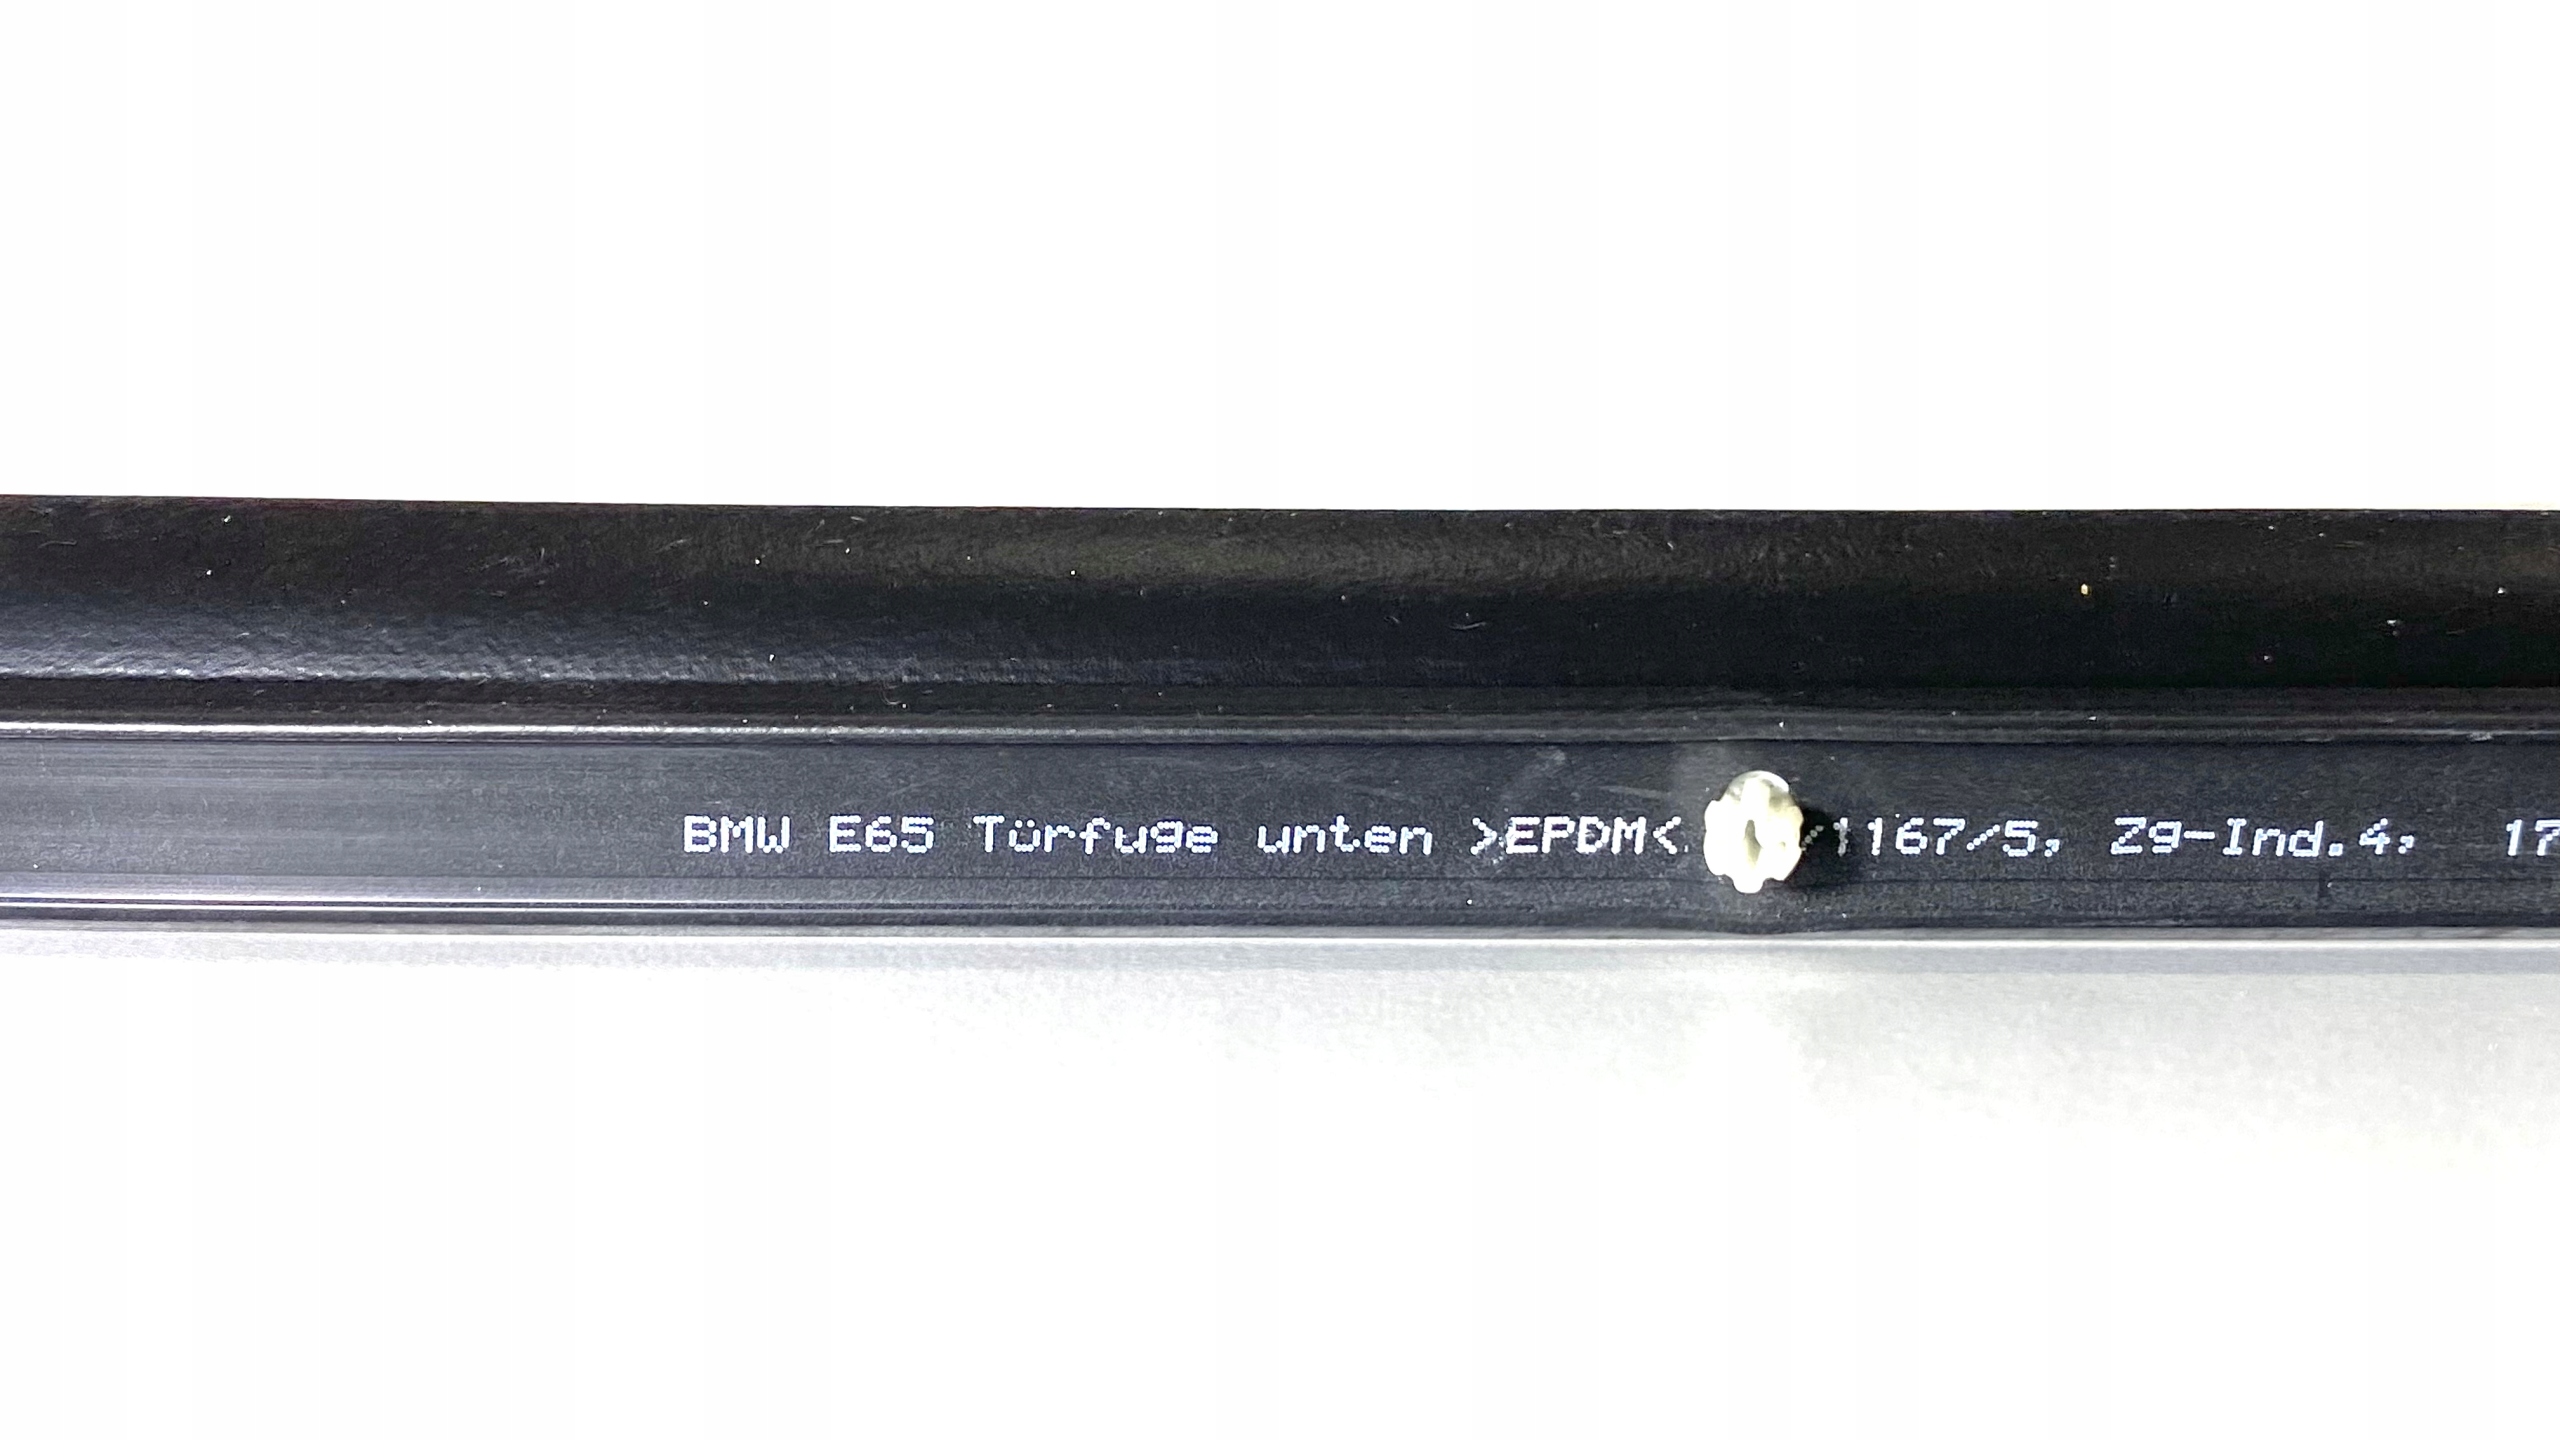 BMW E65 Türfuge unten >EPDM< /1167/5, Zg-Ind.4, 17